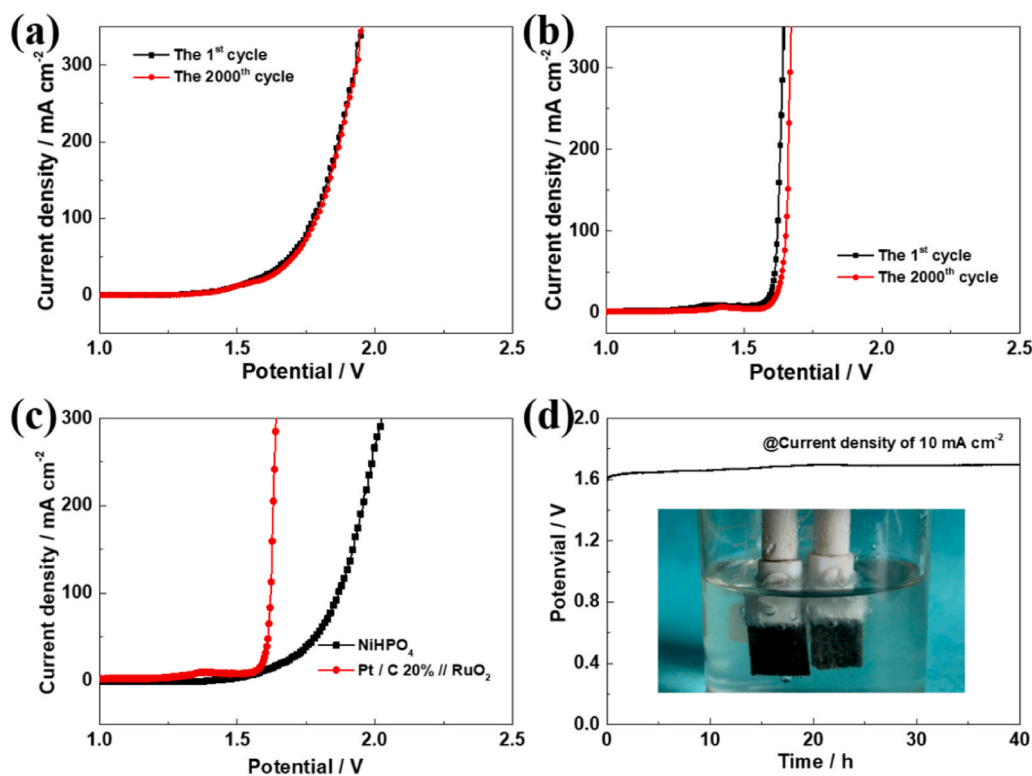 (a)
The 1st cycle
The 2000th cycle
Current density / mA cm-2
300
200
100
0
1.0 1.5 2.0 2.5
Potential / V
(b)
The 1st cycle
The 2000th cycle
Current density / mA cm-2
300
200
100
0
1.0 1.5 2.0 2.5
Potential / V
(c)
NiHPO4
Pt / C 20% // RuO2
Current density / mA cm-2
300
200
100
0
1.0 1.5 2.0 2.5
Potential / V
(d)
@Current density of 10 mA cm-2
Potenvial / V
2.0
1.6
1.2
0.8
0.4
0.0
0 10 20 30 40
Time / h